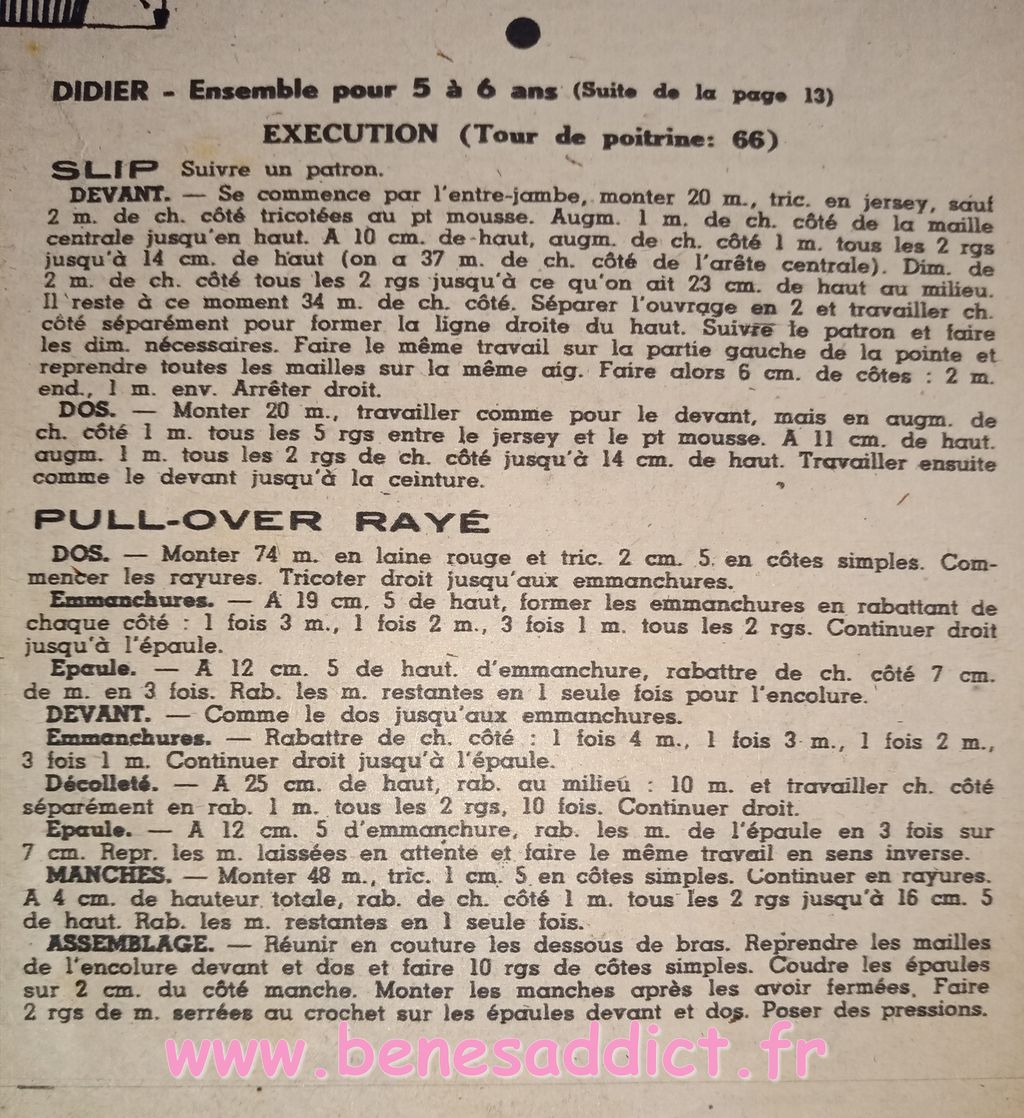 DIDIER - Ensemble pour 5 à 6 ans (Suite de la page 13)
EXECUTION (Tour de poitrine: 66)
SLIP Suivre un patron.
DEVANT. — Se commence par l'entre-jambe, monter 20 m., tric. en jersey, sauf
2 m. de ch. côté tricotées au pt mousse. Augm. 1 m. de ch. côté de la maille
centrale jusqu'en haut. A 10 cm. de haut, augm. de ch. côté 1 m. tous les 2 rgs
jusqu'à 14 cm. de haut (on a 37 m. de ch. côté de l'arête centrale). Dim. de
2 m. de ch. côté tous les 2 rgs jusqu'à ce qu'on ait 23 cm. de haut au milieu.
Il reste à ce moment 34 m. de ch. côté. Séparer l'ouvrage en 2 et travailler ch.
côté séparément pour former la ligne droite du haut. Suivre le patron et faire
les dim. nécessaires. Faire le même travail sur la partie gauche de la pointe et
reprendre toutes les mailles sur la même aig. Faire alors 6 cm. de côtes : 2 m.
end., 1 m. env. Arrêter droit.
DOS. — Monter 20 m., travailler comme pour le devant, mais en augm. de
ch. côté 1 m. tous les 5 rgs entre le jersey et le pt mousse. A 11 cm. de haut.
augm. 1 m. tous les 2 rgs de ch. côté jusqu'à 14 cm. de haut. Travailler ensuite
comme le devant jusqu'à la ceinture.
PULL-OVER RAYÉ
DOS. — Monter 74 m. en laine rouge et tric. 2 cm. 5 en côtes simples. Com-
mencer les rayures. Tricoter droit jusqu'aux emmanchures.
Emmanchures. — A 19 cm. 5 de haut, former les emmanchures en rabattant de
chaque côté : 1 fois 3 m., 1 fois 2 m., 3 fois 1 m. tous les 2 rgs. Continuer droit
jusqu'à l'épaule.
Epaule. — A 12 cm. 5 de haut. d'emmanchure, rabattre de ch. côté 7 cm.
de m. en 3 fois. Rab. les m. restantes en 1 seule fois pour l'encolure.
DEVANT. — Comme le dos jusqu'aux emmanchures.
Emmanchures. — Rabattre de ch. côté : 1 fois 4 m., 1 fois 3 m., 1 fois 2 m.,
3 fois 1 m. Continuer droit jusqu'à l'épaule.
Décolleté. — A 25 cm. de haut, rab. au milieu : 10 m. et travailler ch. côté
séparément en rab. 1 m. tous les 2 rgs, 10 fois. Continuer droit.
Epaule. — A 12 cm. 5 d'emmanchure, rab. les m. de l'épaule en 3 fois sur
7 cm. Repr. les m. laissées en attente et faire le même travail en sens inverse.
MANCHES. — Monter 48 m., tric. 1 cm. 5 en côtes simples. Continuer en rayures.
A 4 cm. de hauteur totale, rab. de ch. côté 1 m. tous les 2 rgs jusqu'à 16 cm. 5
de haut. Rab. les m. restantes en 1 seule fois.
ASSEMBLAGE. — Réunir en couture les dessous de bras. Reprendre les mailles
de l'encolure devant et dos et faire 10 rgs de côtes simples. Coudre les épaules
sur 2 cm. du côté manche. Monter les manches après les avoir fermées. Faire
2 rgs de m. serrées au crochet sur les épaules devant et dos. Poser des pressions.
www.benesaddict.fr